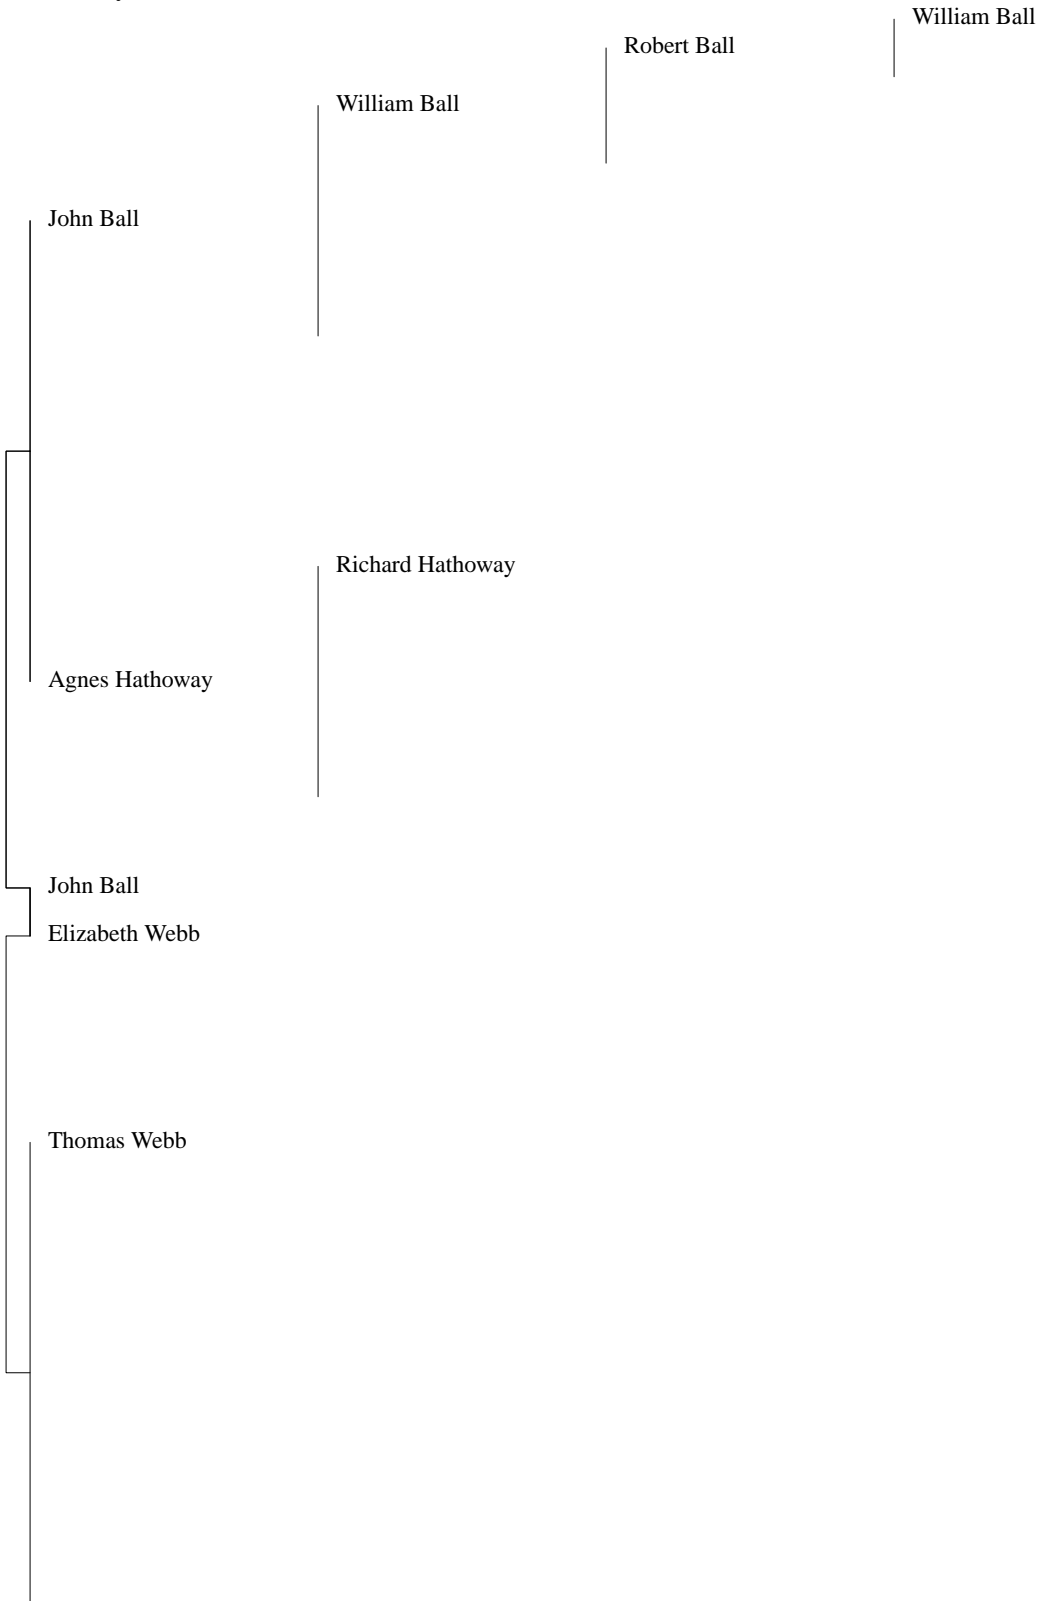 William Ball
Robert Ball
William Ball
John Ball
Richard Hathoway
Agnes Hathoway
John Ball
Elizabeth Webb
Thomas Webb